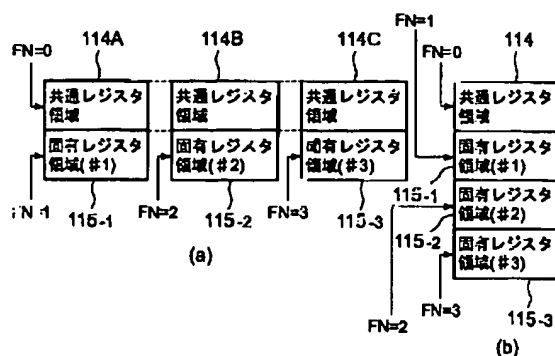 FN=0
114A
114B
114C
FN=1
FN=0
114
共通レジスタ
領域
共通レジスタ
領域
共通レジスタ
領域
共通レジスタ
領域
固有レジスタ
領域(#1)
固有レジスタ
領域(#2)
固有レジスタ
領域(#3)
固有レジスタ
領域(#1)
FN=1
115-1
FN=2
115-2
FN=3
115-3
115-1
固有レジスタ
領域(#2)
115-2
固有レジスタ
領域(#3)
FN=2
FN=3
115-3
(a)
(b)